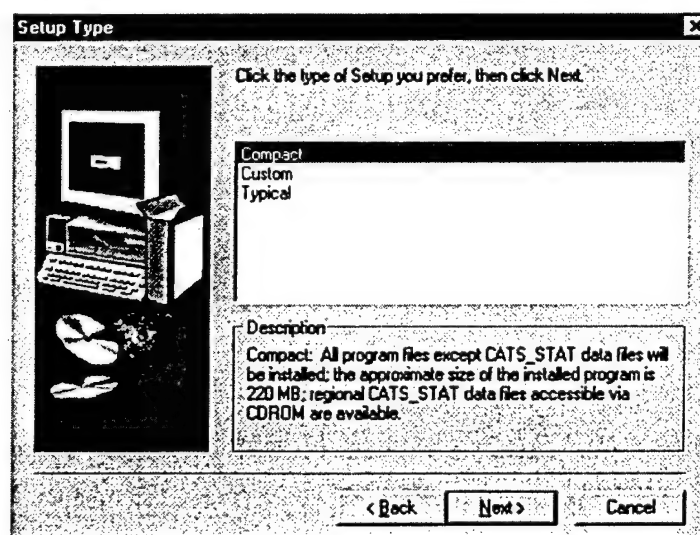 Setup Type
Click the type of Setup you prefer, then click Next.
Compact
Custom
Typical
Description
Compact: All program files except CATS_STAT data files will
be installed; the approximate size of the installed program is
220 MB; regional CATS_STAT data files accessible via
CDROM are available.
< Back
Next >
Cancel